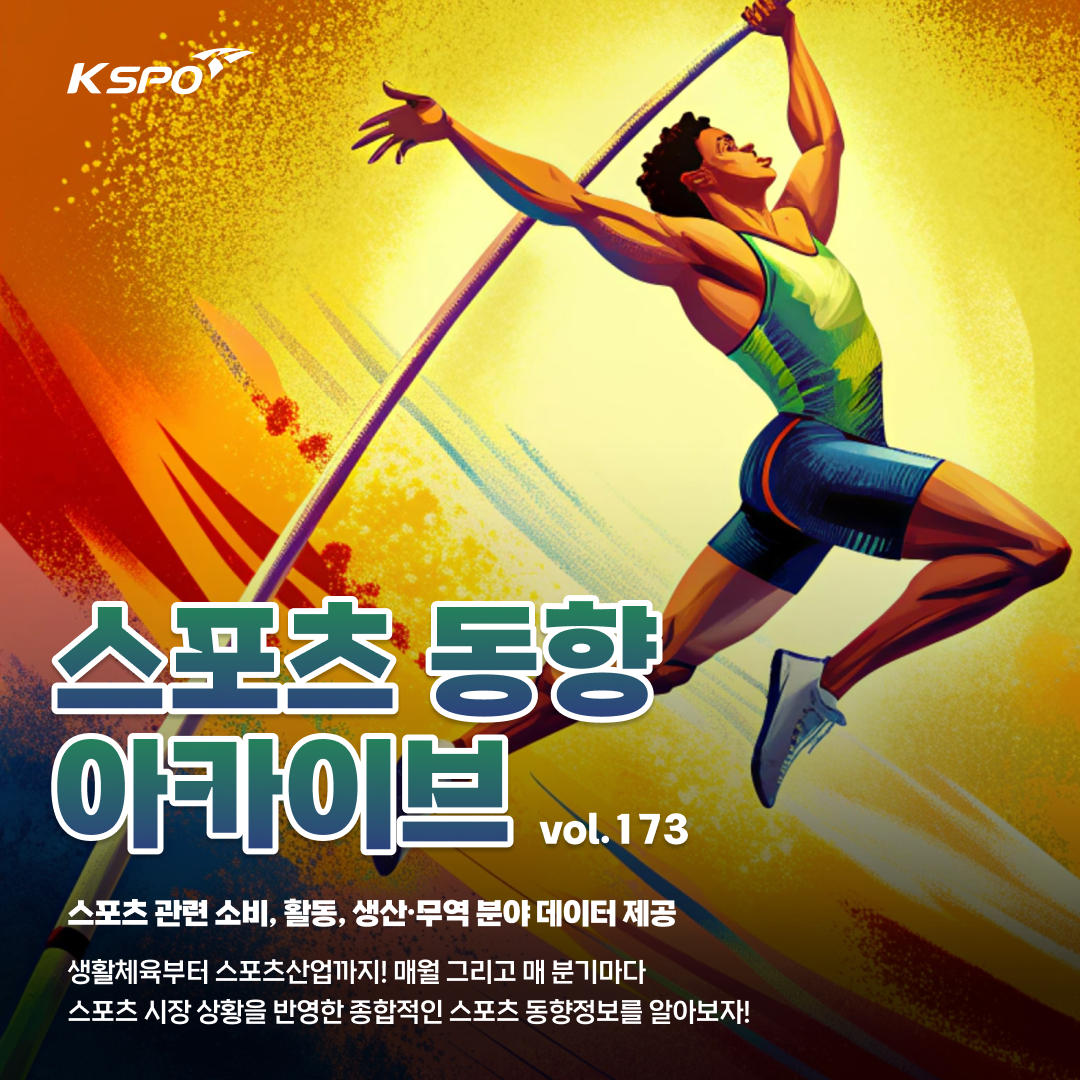 KSPO
스포츠 동향
아카이브 vol.173
스포츠 관련 소비, 활동, 생산·무역 분야 데이터 제공
생활체육부터 스포츠산업까지! 매월 그리고 매 분기마다
스포츠 시장 상황을 반영한 종합적인 스포츠 동향정보를 알아보자!